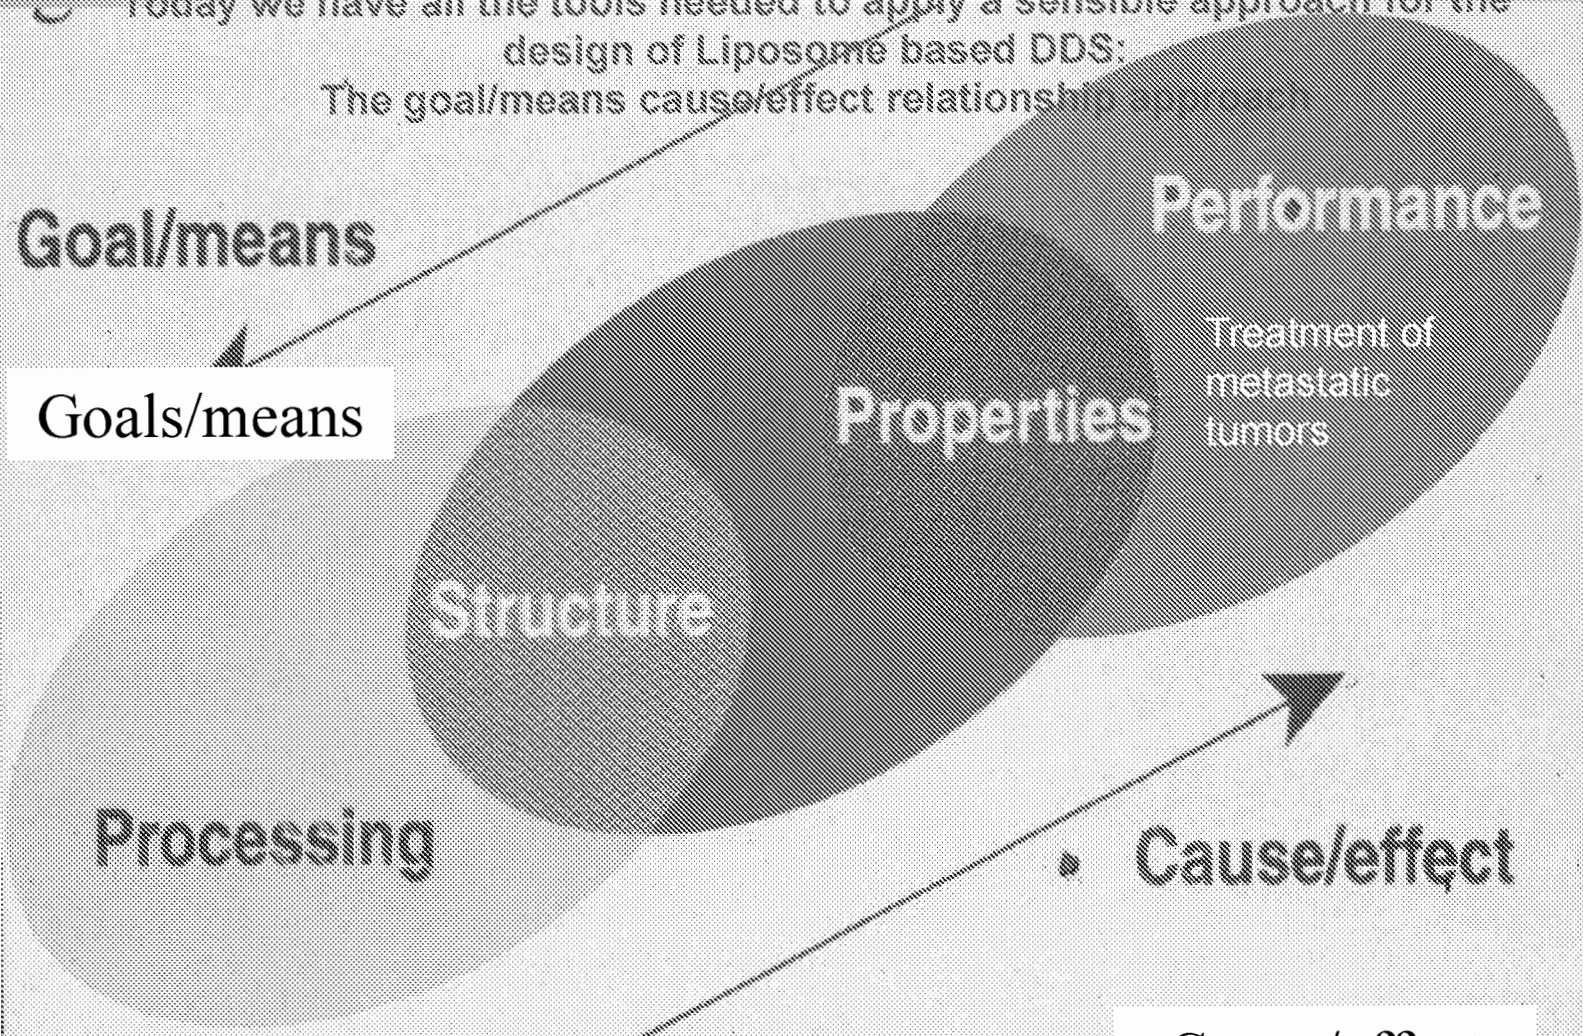 Today we have all the tools needed to apply a sensible approach for the
design of Liposome based DDS:
The goal/means cause/effect relationship
Goal/means
Performance
Treatment of
metastatic
tumors
Goals/means
Properties
Structure
Processing
• Cause/effect